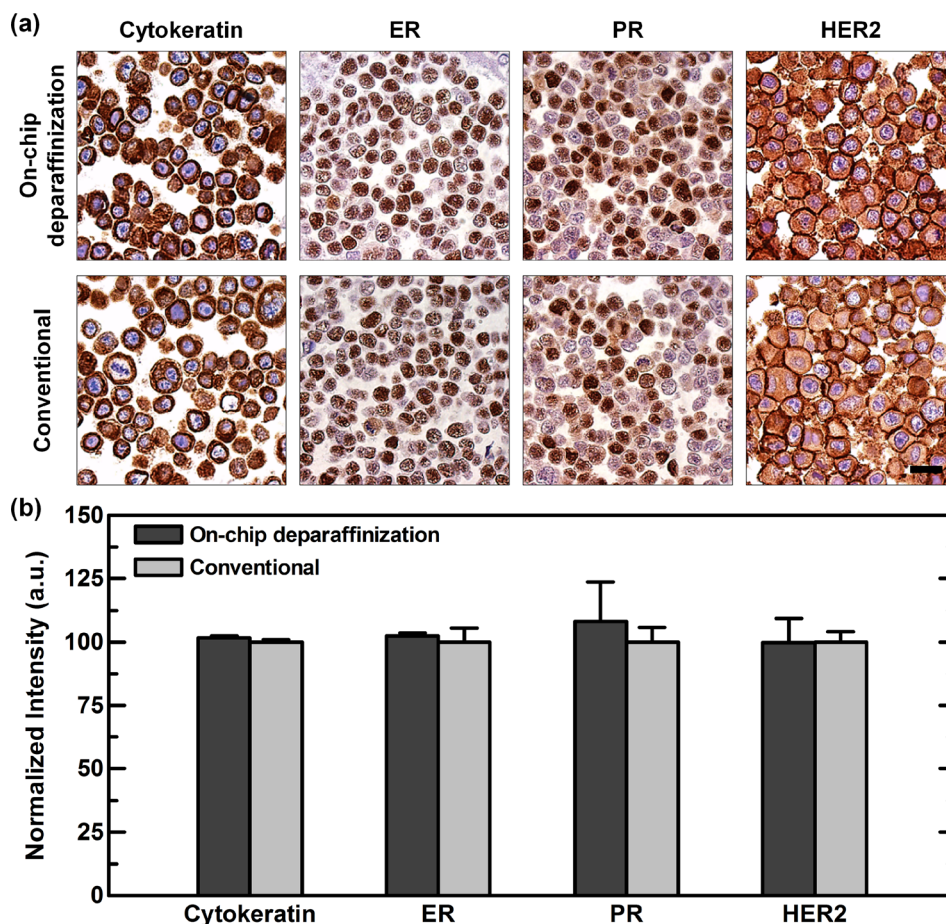 (a)
Cytokeratin ER PR HER2
On-chip
deparaffinization
Conventional
(b)
Normalized Intensity (a.u.)
150
125
100
75
50
25
0
On-chip deparaffinization
Conventional
Cytokeratin ER PR HER2